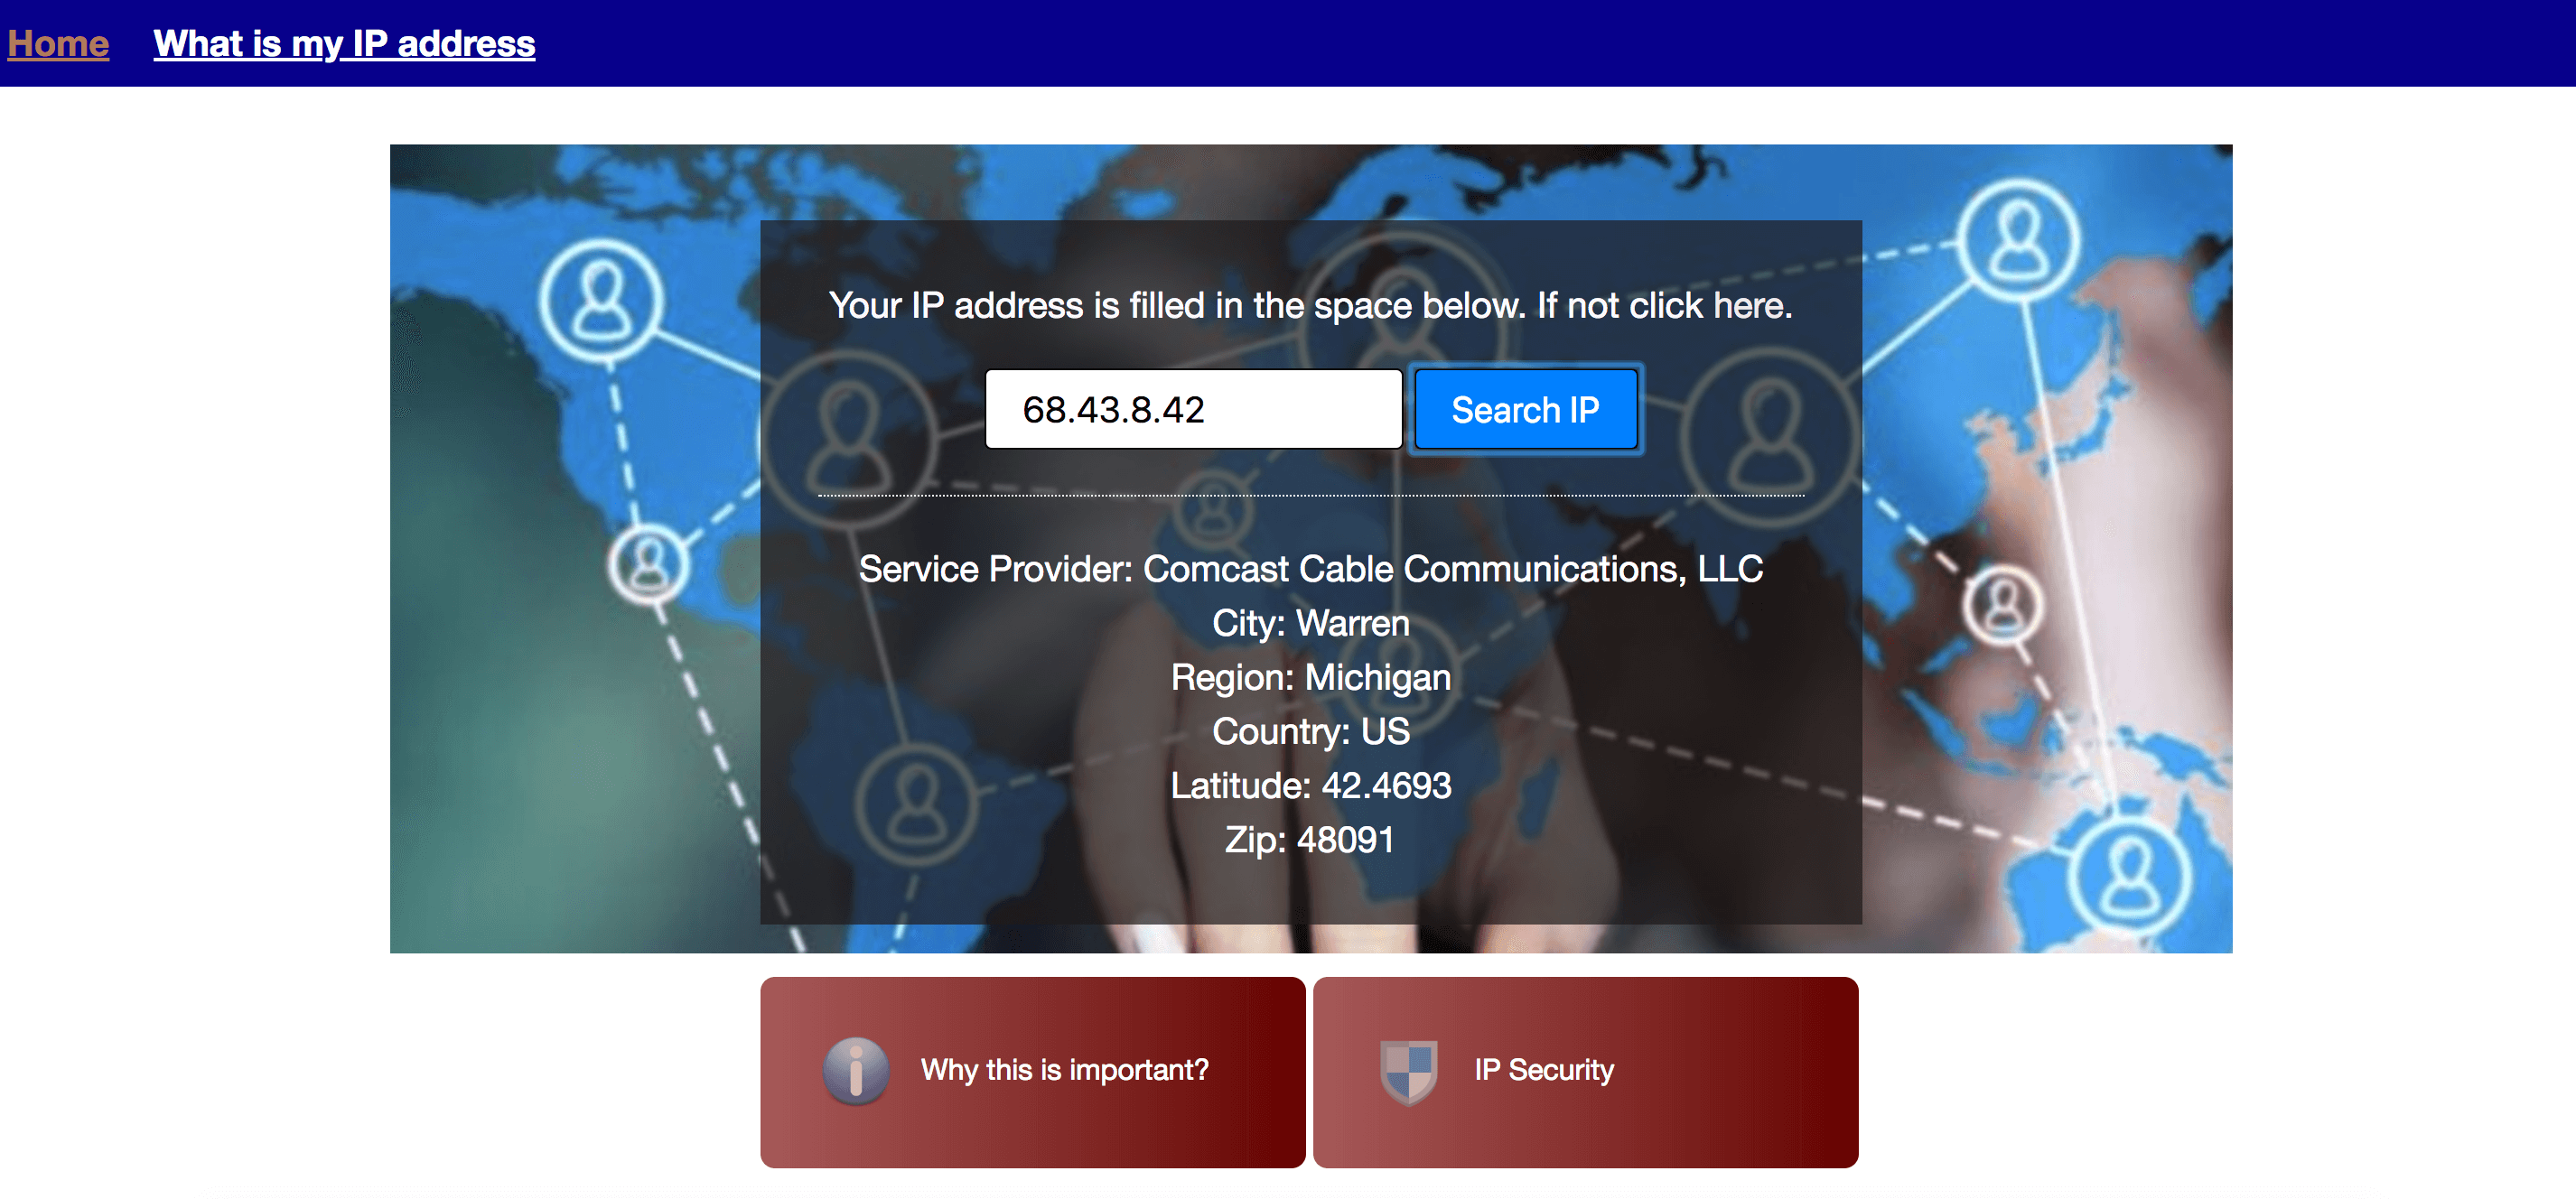 Home What is my IP address
Your IP address is filled in the space below. If not click here.
68.43.8.42 Search IP
Service Provider: Comcast Cable Communications, LLC
City: Warren
Region: Michigan
Country: US
Latitude: 42.4693
Zip: 48091
Why this is important? IP Security